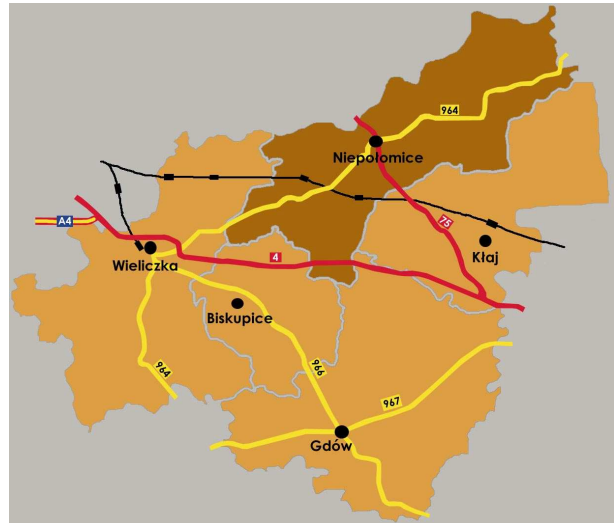 964
Niepołomice
75
A4
Wieliczka
4
Kłaj
Biskupice
964
966
967
Gdów